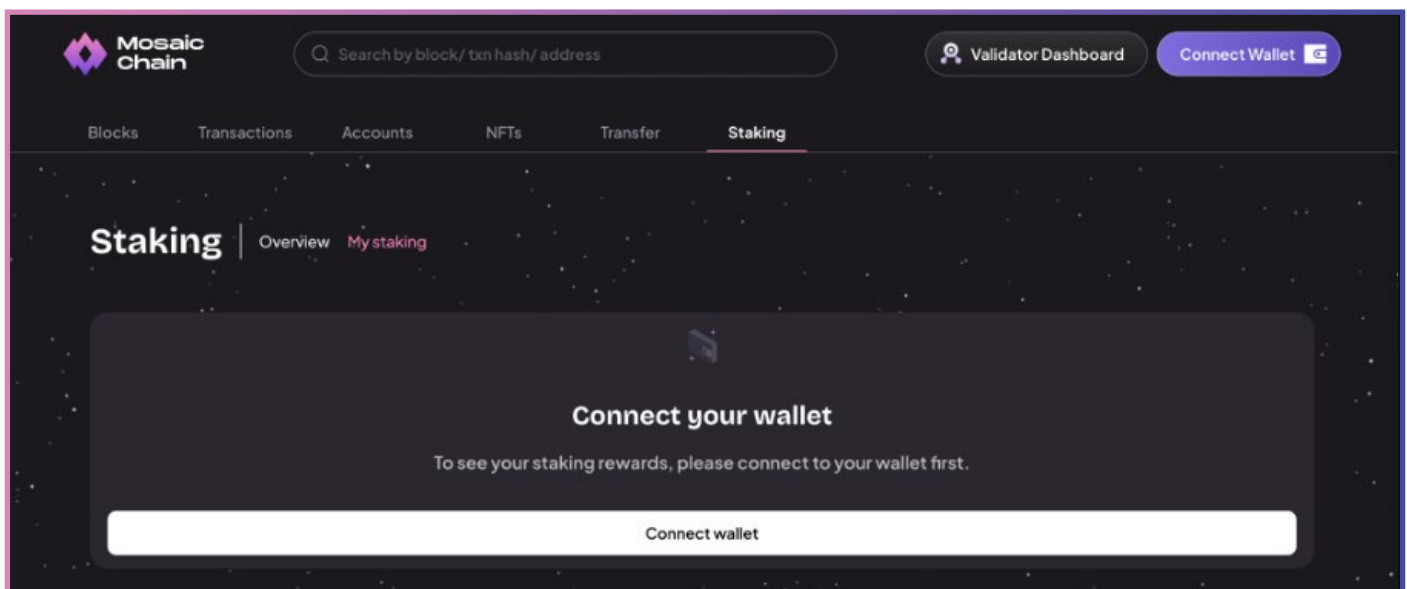 Mosaic
Chain
Search by block/ txn hash/ address
Validator Dashboard
Connect Wallet
Blocks
Transactions
Accounts
NFTs
Transfer
Staking
Staking
Overview
My staking
Connect your wallet
To see your staking rewards, please connect to your wallet first.
Connect wallet